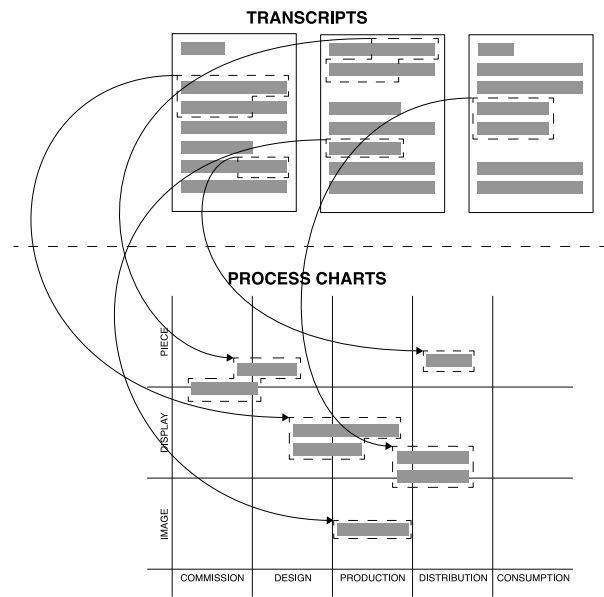 TRANSCRIPTS
PROCESS CHARTS
PIECE
DISPLAY
IMAGE
COMMISSION DESIGN PRODUCTION DISTRIBUTION CONSUMPTION